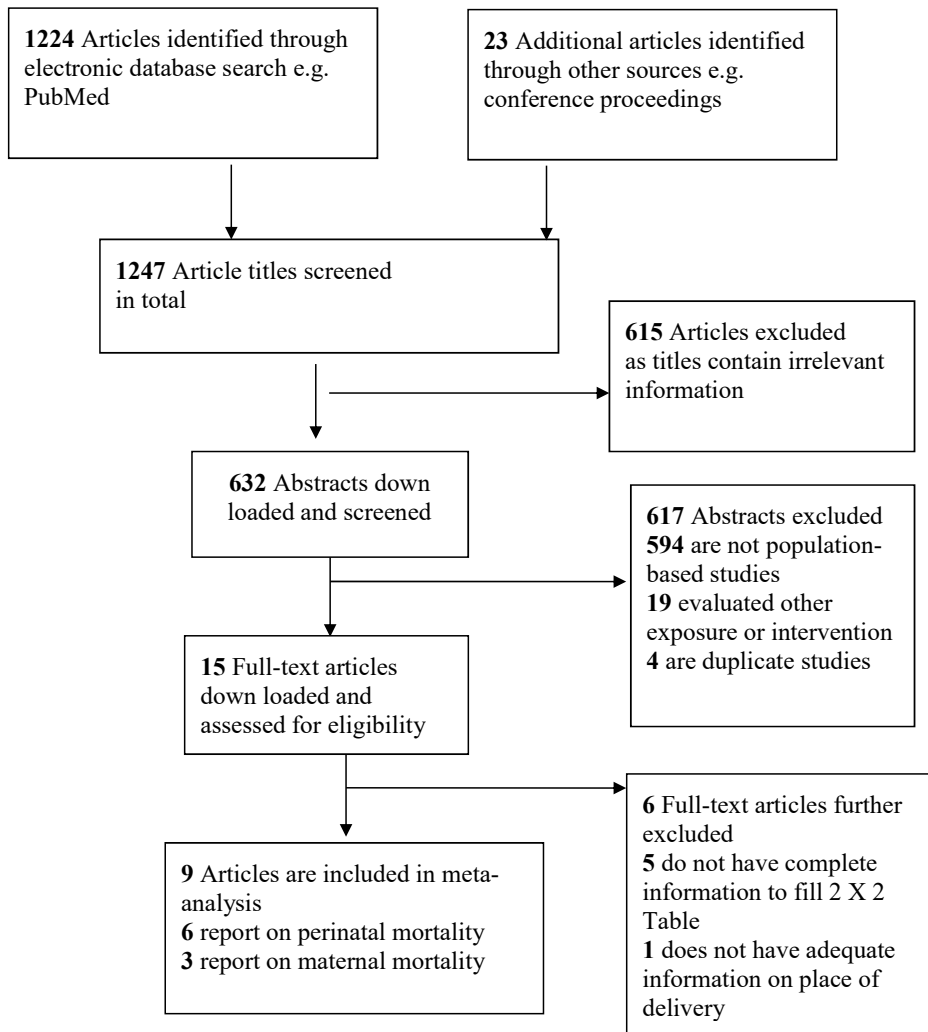 1224 Articles identified through
electronic database search e.g.
PubMed
23 Additional articles identified
through other sources e.g.
conference proceedings
1247 Article titles screened
in total
615 Articles excluded
as titles contain irrelevant
information
632 Abstracts down
loaded and screened
617 Abstracts excluded
594 are not population-
based studies
19 evaluated other
exposure or intervention
4 are duplicate studies
15 Full-text articles
down loaded and
assessed for eligibility
6 Full-text articles further
excluded
5 do not have complete
information to fill 2 X 2
Table
1 does not have adequate
information on place of
delivery
9 Articles are included in meta-
analysis
6 report on perinatal mortality
3 report on maternal mortality